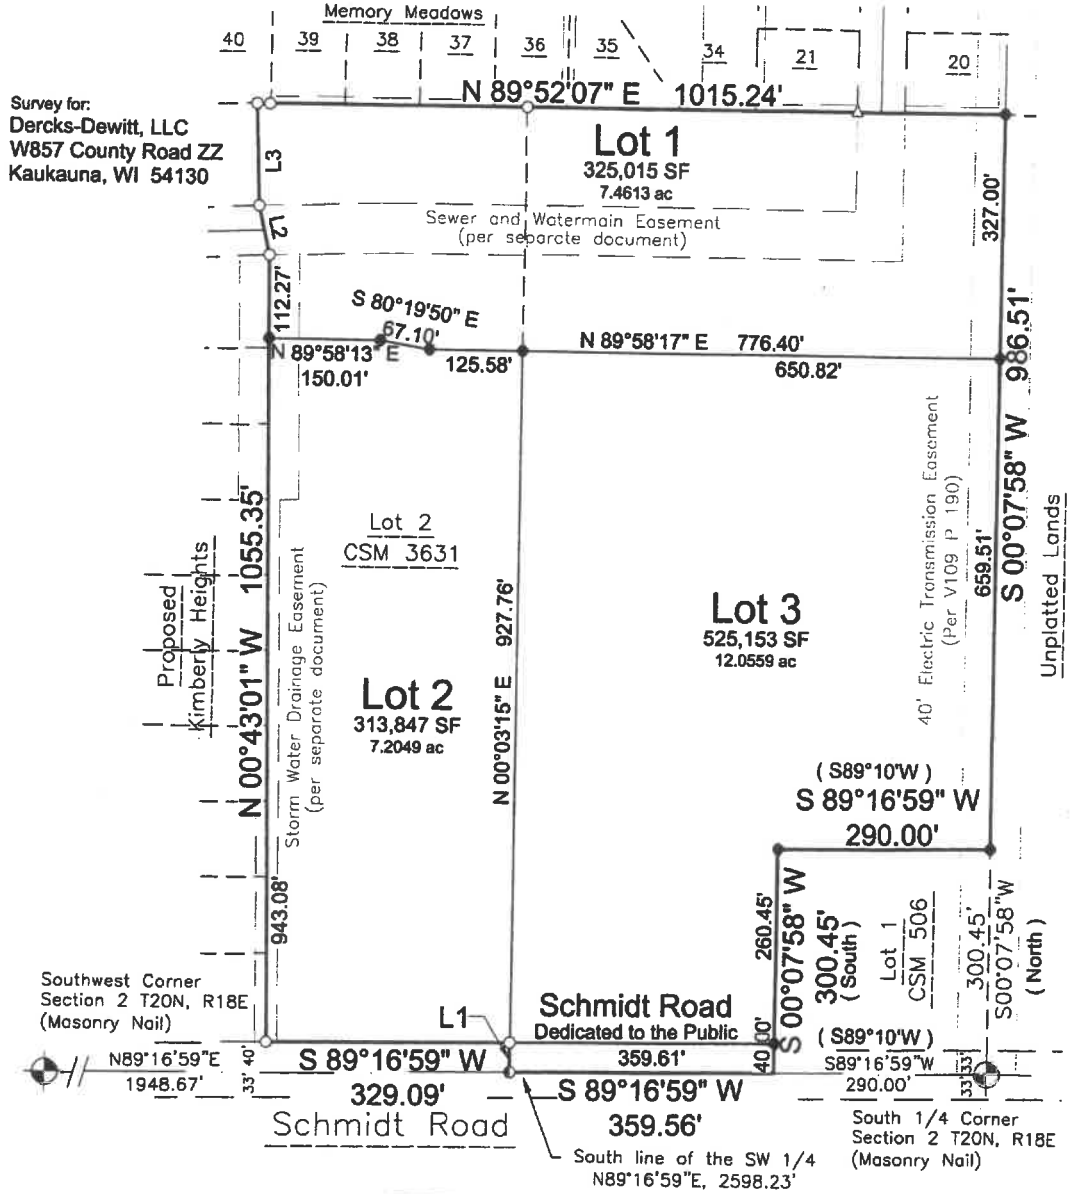 Memory Meadows
40
39
38
37
36
35
34
21
20
N 89°52'07" E 1015.24'
Survey for:
Dercks-Dewitt, LLC
W857 County Road ZZ
Kaukauna, WI 54130
L3
Lot 1
325,015 SF
7.4613 ac
327.00'
L2
Sewer and Watermain Easement
(per separate document)
112.27'
S 80°19'50" E
67.10'
N 89°58'13" E
150.01'
125.58'
N 89°58'17" E 776.40'
650.82'
S 00°07'58" W 986.51'
Lot 2
CSM 3631
N 00°43'01" W 1055.35'
Proposed
Kimberly Heights
Storm Water Drainage Easement
(per separate document)
N 00°03'15" E 927.76'
Lot 3
525,153 SF
12.0559 ac
40' Electric Transmission Easement
(Per V109 P 190)
659.51'
Unplatted Lands
Lot 2
313,847 SF
7.2049 ac
(S89°10'W)
S 89°16'59" W
290.00'
943.08'
260.45'
S 00°07'58" W
300.45'
(South)
Lot 1
CSM 506
300.45'
S00°07'58"W
(North)
Southwest Corner
Section 2 T20N, R18E
(Masonry Nail)
L1
Schmidt Road
Dedicated to the Public
(S89°10'W)
N89°16'59"E
1948.67'
33'
40'
S 89°16'59" W
329.09'
359.61'
40.00'
S89°16'59"W
290.00'
33'
33'
S 89°16'59" W
359.56'
Schmidt Road
South 1/4 Corner
Section 2 T20N, R18E
(Masonry Nail)
South line of the SW 1/4
N89°16'59"E, 2598.23'